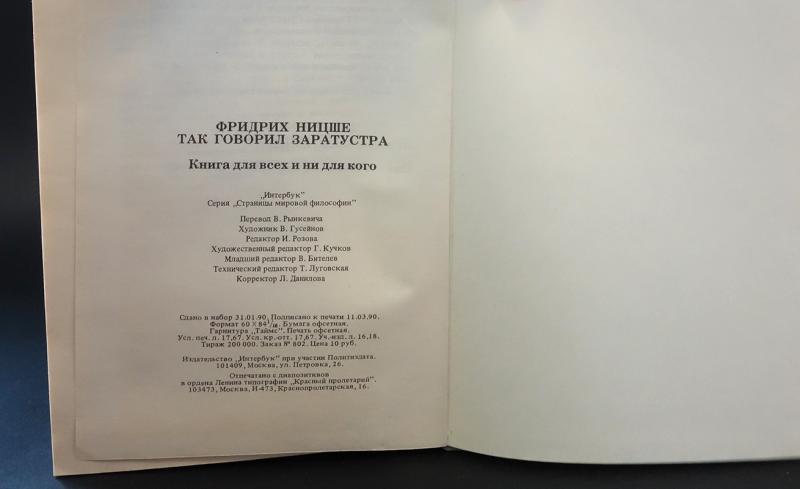 ФРИДРИХ НИЦШЕ
ТАК ГОВОРИЛ ЗАРАТУСТРА
Книга для всех и ни для кого
„Интербук”
Серия „Страницы мировой философии”
Перевод В. Рынкевича
Художник В. Гусейнов
Редактор И. Розова
Художественный редактор Г. Кучков
Младший редактор В. Бителев
Технический редактор Т. Луговская
Корректор Л. Данилова
Сдано в набор 31.01.90. Подписано к печати 11.03.90.
Формат 60 X 84¹/₁₆. Бумага офсетная.
Гарнитура „Таймс”. Печать офсетная.
Усл. печ. л. 17,67. Усл. кр.-отт. 17,67. Уч.-изд. л. 16,18.
Тираж 200 000. Заказ № 802. Цена 10 руб.
Издательство „Интербук” при участии Политиздата.
101409, Москва, ул. Петровка, 26.
Отпечатано с диапозитивов
в ордена Ленина типографии „Красный пролетарий”.
103473, Москва, И-473, Краснопролетарская, 16.